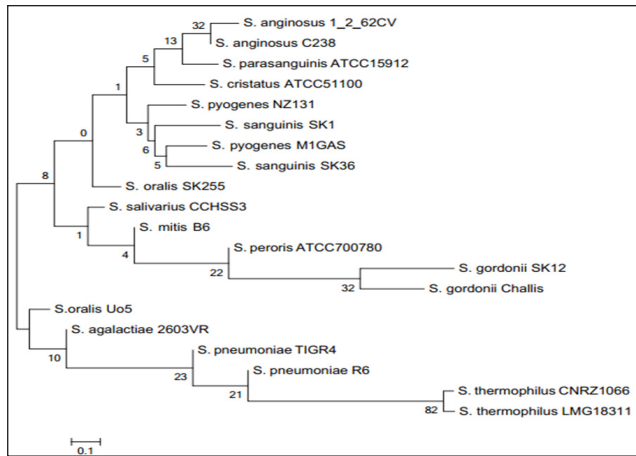 S. anginosus 1_2_62CV
32
S. anginosus C238
13
S. parasanguinis ATCC15912
5
S. cristatus ATCC51100
1
S. pyogenes NZ131
3
S. sanguinis SK1
0
S. pyogenes M1GAS
6
S. sanguinis SK36
5
8
S. oralis SK255
S. salivarius CCHSS3
1
S. mitis B6
4
S. peroris ATCC700780
22
S. gordonii SK12
32
S. gordonii Challis
S.oralis Uo5
S. agalactiae 2603VR
10
S. pneumoniae TIGR4
23
S. pneumoniae R6
21
S. thermophilus CNRZ1066
82
S. thermophilus LMG18311
0.1